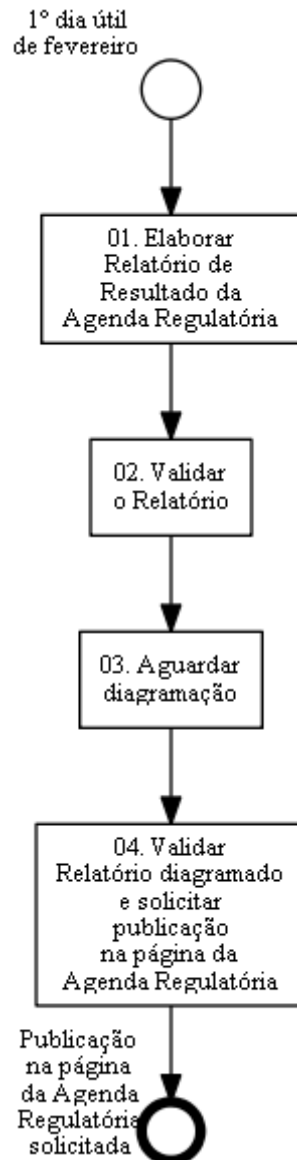 1° dia útil
de fevereiro
01. Elaborar
Relatório de
Resultado da
Agenda Regulatória
02. Validar
o Relatório
03. Aguardar
diagramação
04. Validar
Relatório diagramado
e solicitar
publicação
na página da
Agenda Regulatória
Publicação
na página
da Agenda
Regulatória
solicitada